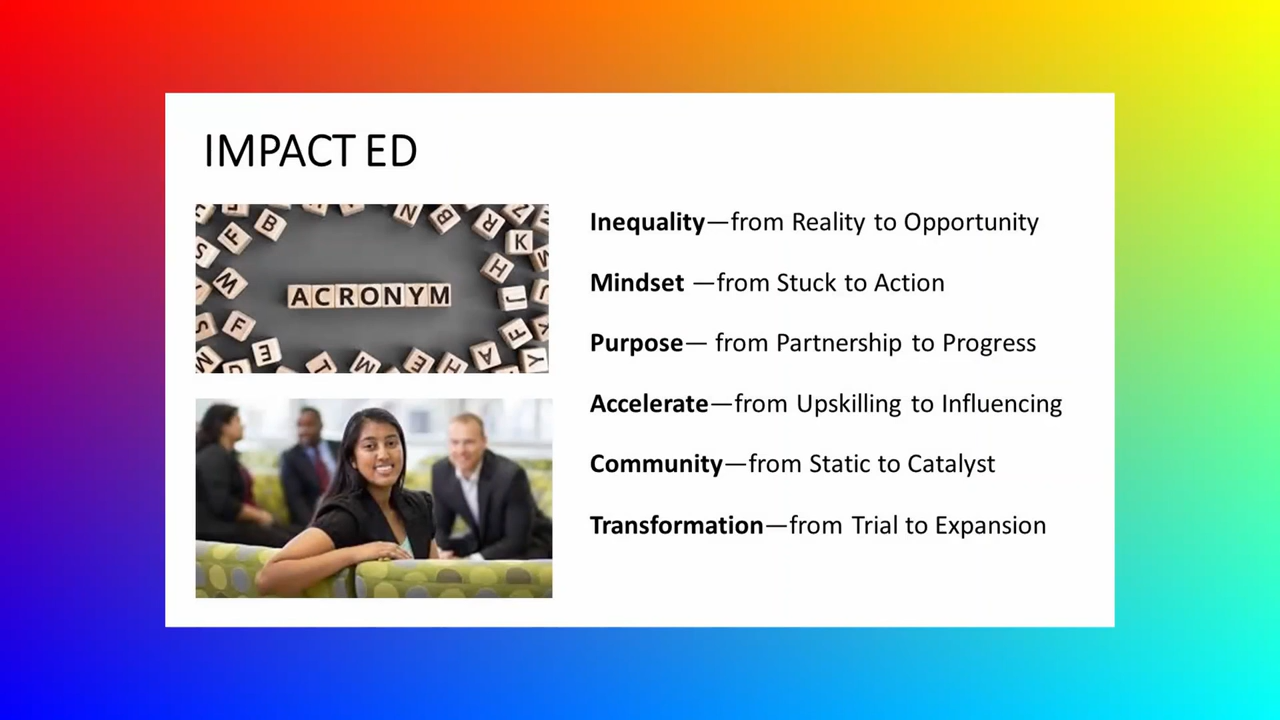 IMPACT ED
ACRONYM
Inequality—from Reality to Opportunity
Mindset —from Stuck to Action
Purpose— from Partnership to Progress
Accelerate—from Upskilling to Influencing
Community—from Static to Catalyst
Transformation—from Trial to Expansion